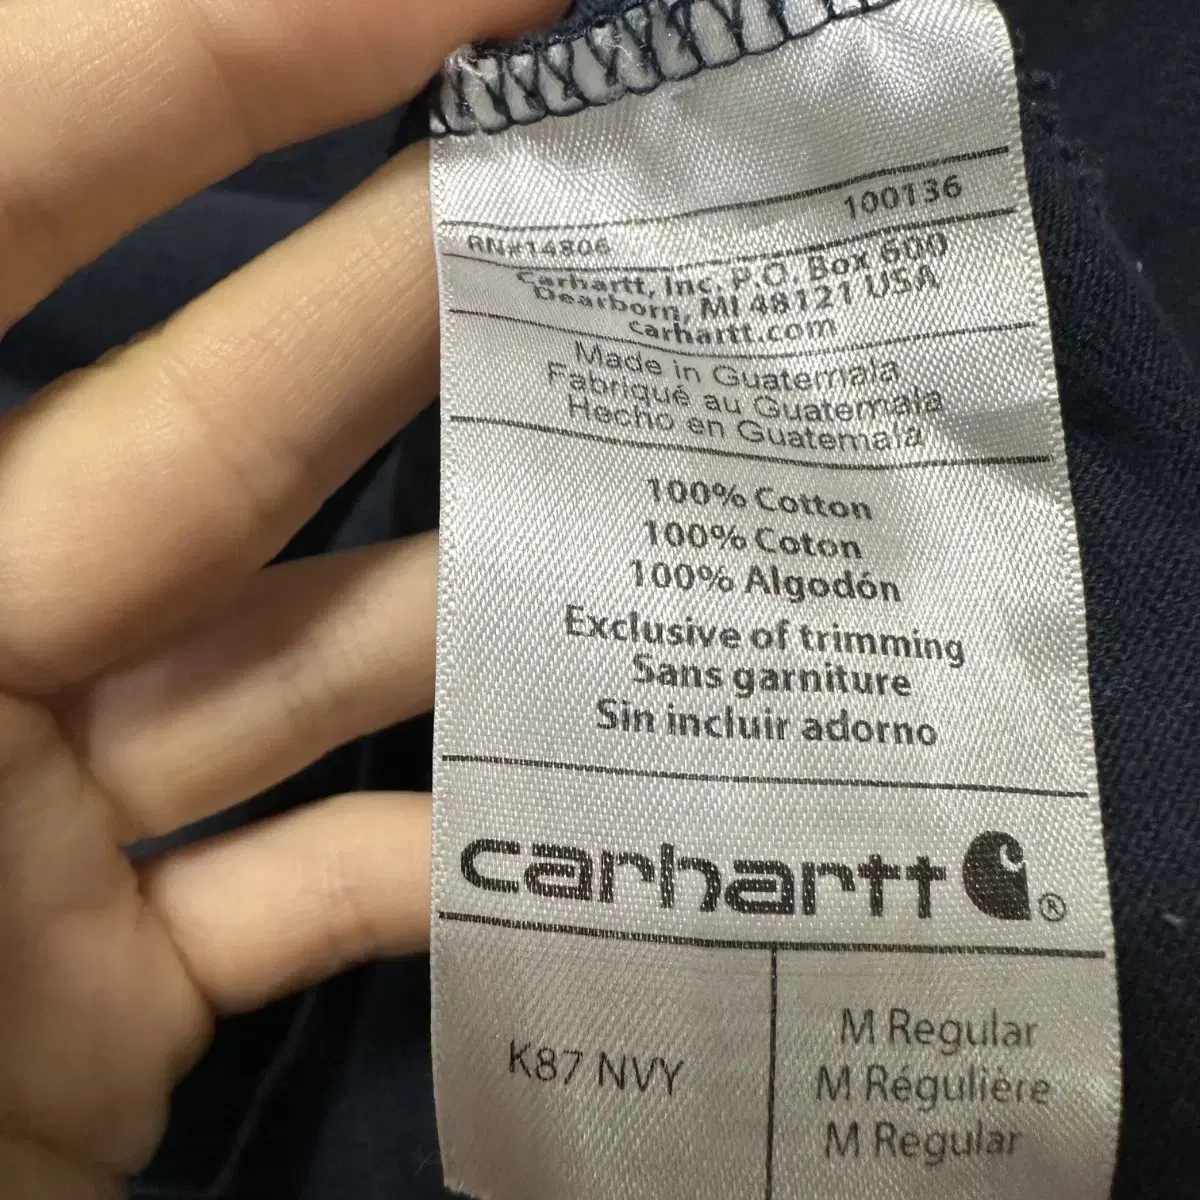 100136
RN#14806
Carhartt, Inc. P.O. Box 600
Dearborn, MI 48121 USA
carhartt.com
Made in Guatemala
Fabriqué au Guatemala
Hecho en Guatemala
100% Cotton
100% Coton
100% Algodón
Exclusive of trimming
Sans garniture
Sin incluir adorno
carhartt ®
K87 NVY
M Regular
M Régulière
M Regular